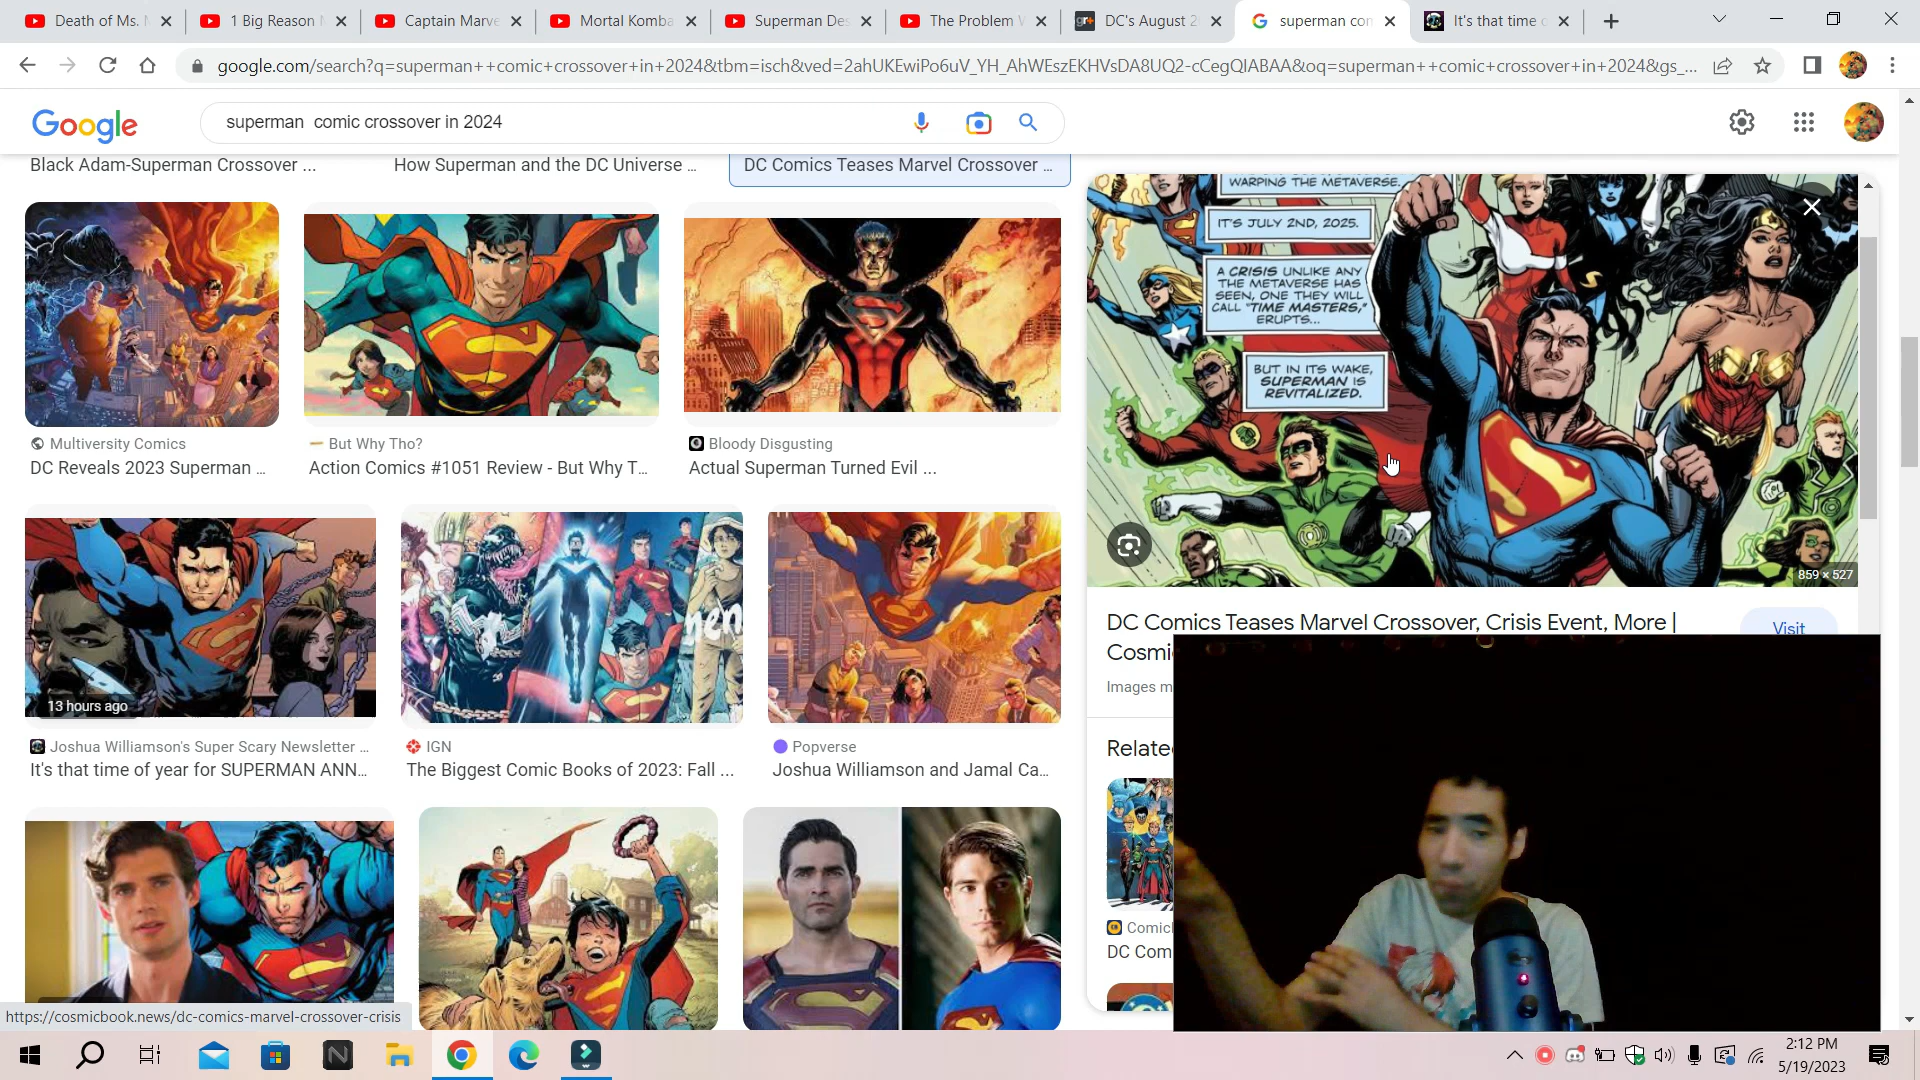 Death of Ms.
1 Big Reason
Captain Marve
Mortal Komba
Superman Des
The Problem
DC's August 2
superman com
It's that time o
google.com/search?q=superman++comic+crossover+in+2024&tbm=isch&ved=2ahUKEwiPo6uV_YH_AhWEszEKHVsDA8UQ2-cCegQIABAA&oq=superman++comic+crossover+in+2024&gs_...
Google
superman comic crossover in 2024
Black Adam-Superman Crossover ...
How Superman and the DC Universe ...
DC Comics Teases Marvel Crossover ...
WARPING THE METAVERSE.
IT'S JULY 2ND, 2025.
A CRISIS UNLIKE ANY
THE METAVERSE HAS
SEEN, ONE THEY WILL
CALL "TIME MASTERS,"
ERUPTS...
BUT IN ITS WAKE,
SUPERMAN IS
REVITALIZED.
859 × 527
Multiversity Comics
DC Reveals 2023 Superman ...
But Why Tho?
Action Comics #1051 Review - But Why T...
Bloody Disgusting
Actual Superman Turned Evil ...
DC Comics Teases Marvel Crossover, Crisis Event, More |
Cosmi
Visit
Images m
13 hours ago
Joshua Williamson's Super Scary Newsletter ...
It's that time of year for SUPERMAN ANN...
IGN
The Biggest Comic Books of 2023: Fall ...
Popverse
Joshua Williamson and Jamal Ca...
Relate
Comic
DC Com
https://cosmicbook.news/dc-comics-marvel-crossover-crisis
2:12 PM
5/19/2023